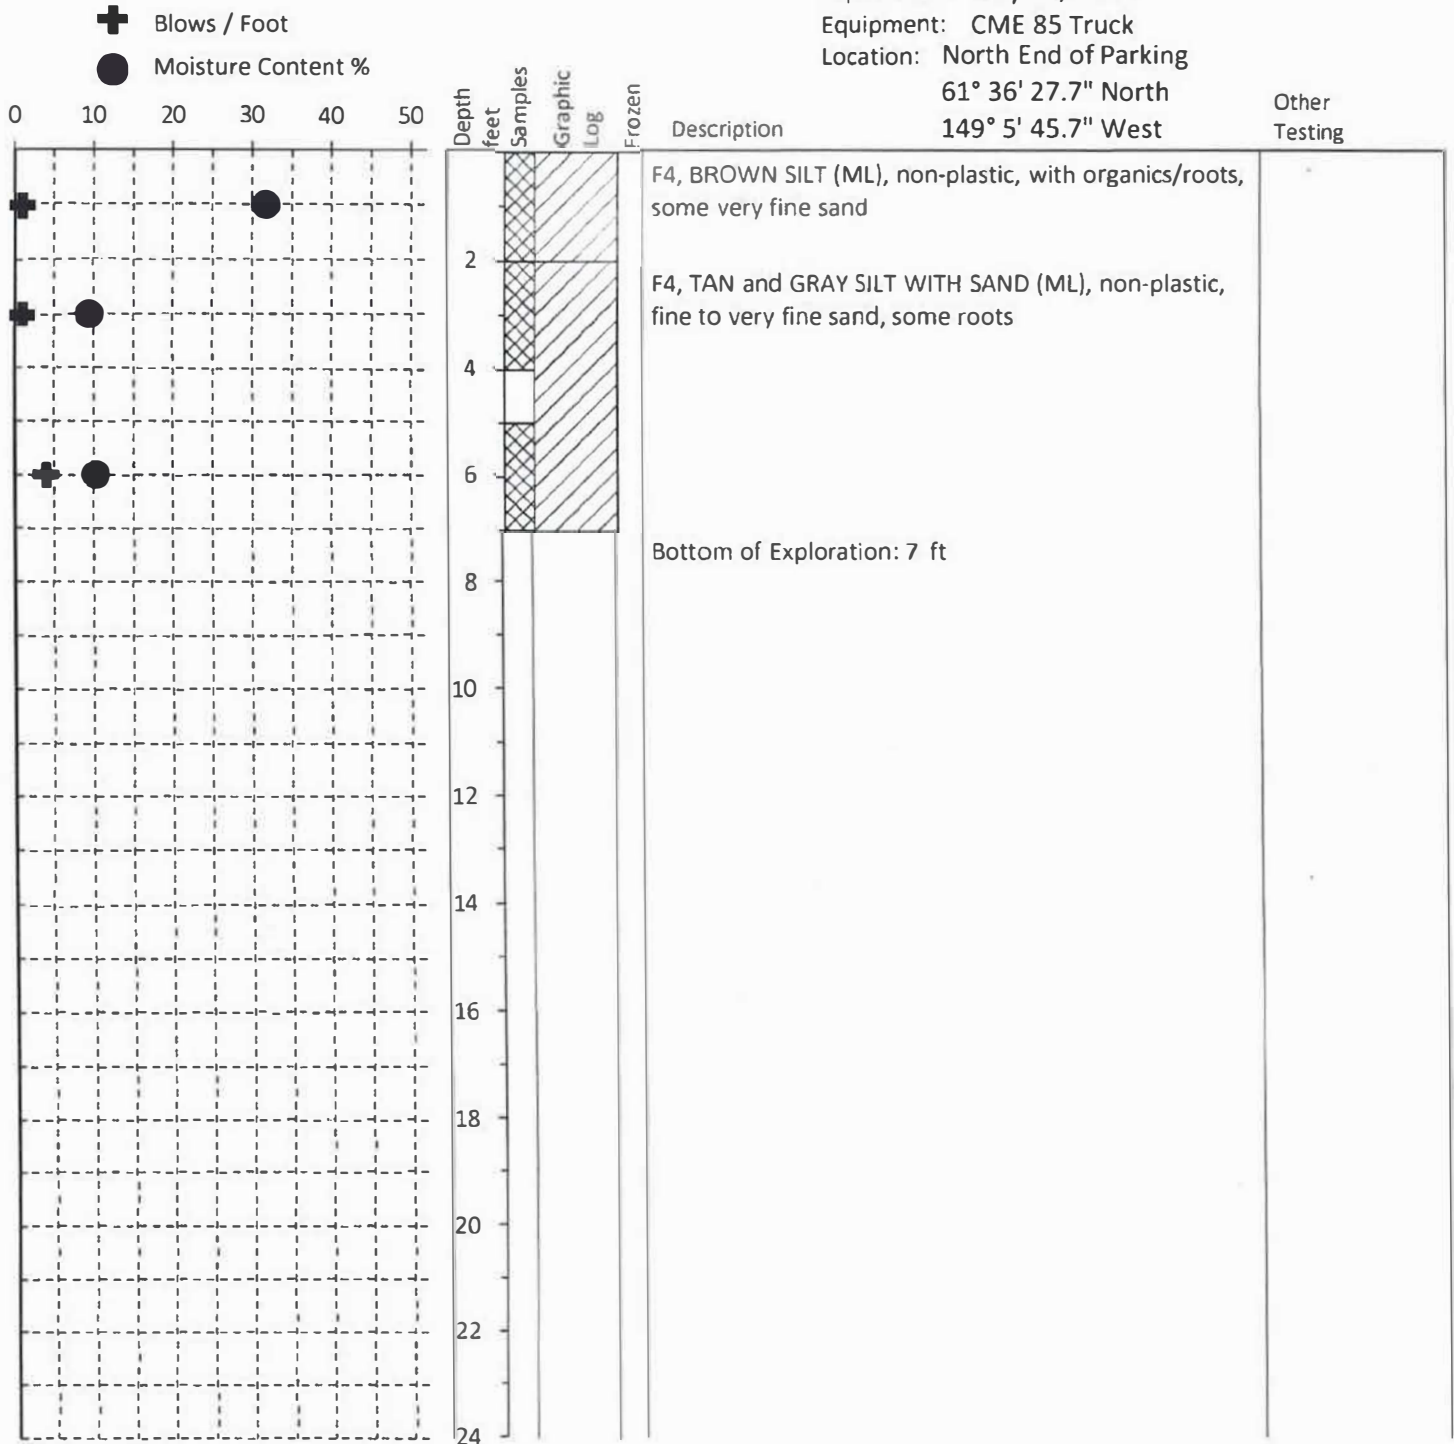 Blows / Foot
Moisture Content %
Equipment: CME 85 Truck
Location: North End of Parking
61° 36' 27.7" North
149° 5' 45.7" West
0 10 20 30 40 50
Depth
feet
Samples
Graphic
Log
Frozen
Description
Other
Testing
F4, BROWN SILT (ML), non-plastic, with organics/roots,
some very fine sand
2
F4, TAN and GRAY SILT WITH SAND (ML), non-plastic,
fine to very fine sand, some roots
4
6
Bottom of Exploration: 7 ft
8
10
12
14
16
18
20
22
24